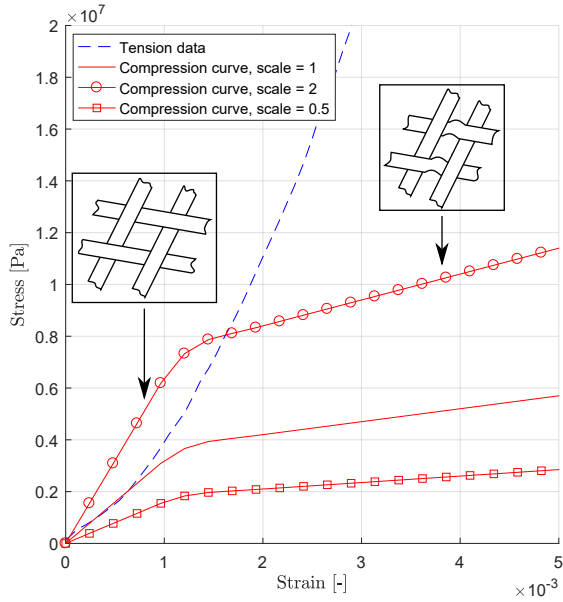 ×10⁷
2
1.8
1.6
1.4
1.2
1
0.8
0.6
0.4
0.2
0
Stress [Pa]
Tension data
Compression curve, scale = 1
Compression curve, scale = 2
Compression curve, scale = 0.5
0 1 2 3 4 5
Strain [-]
×10⁻³